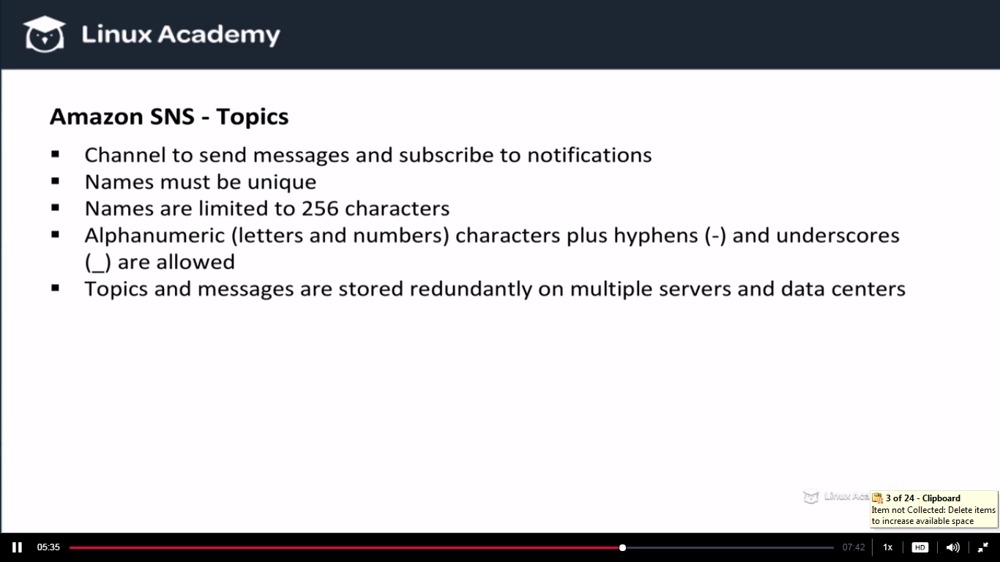 Linux Academy
Amazon SNS - Topics
▪ Channel to send messages and subscribe to notifications
▪ Names must be unique
▪ Names are limited to 256 characters
▪ Alphanumeric (letters and numbers) characters plus hyphens (-) and underscores
(_) are allowed
▪ Topics and messages are stored redundantly on multiple servers and data centers
Linux Aca
3 of 24 - Clipboard
Item not Collected: Delete items
to increase available space
05:35 07:42 1x HD